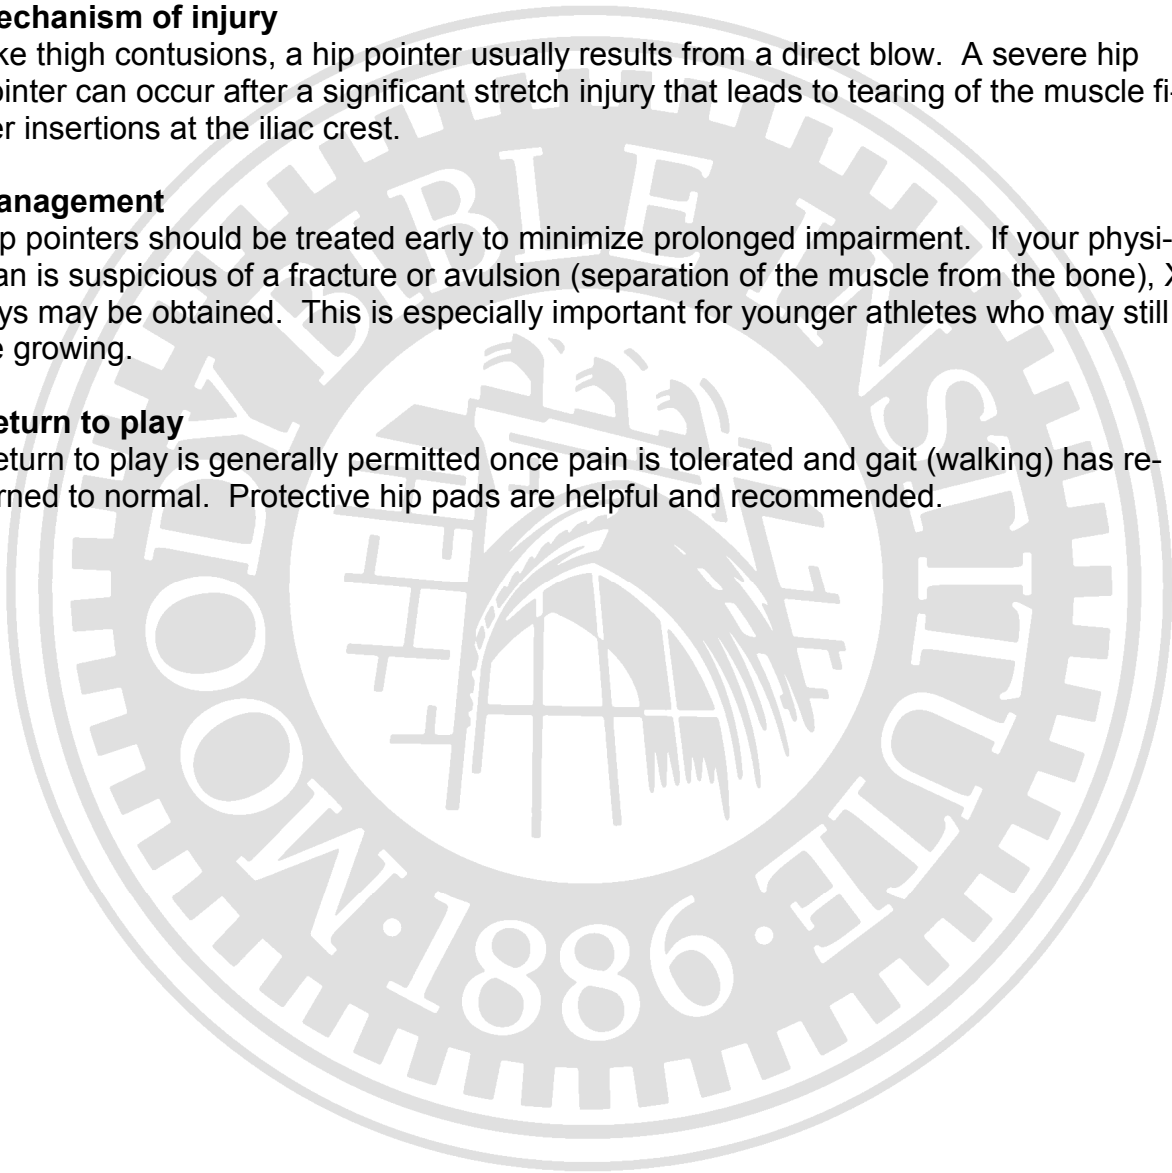 echanism of injury
ke thigh contusions, a hip pointer usually results from a direct blow.  A severe hip
ointer can occur after a significant stretch injury that leads to tearing of the muscle fi-
er insertions at the iliac crest.
anagement
p pointers should be treated early to minimize prolonged impairment.  If your physi-
an is suspicious of a fracture or avulsion (separation of the muscle from the bone), X
ys may be obtained.  This is especially important for younger athletes who may still
e growing.
eturn to play
eturn to play is generally permitted once pain is tolerated and gait (walking) has re-
rned to normal.  Protective hip pads are helpful and recommended.
MOODY BIBLE INSTITUTE
·1886·